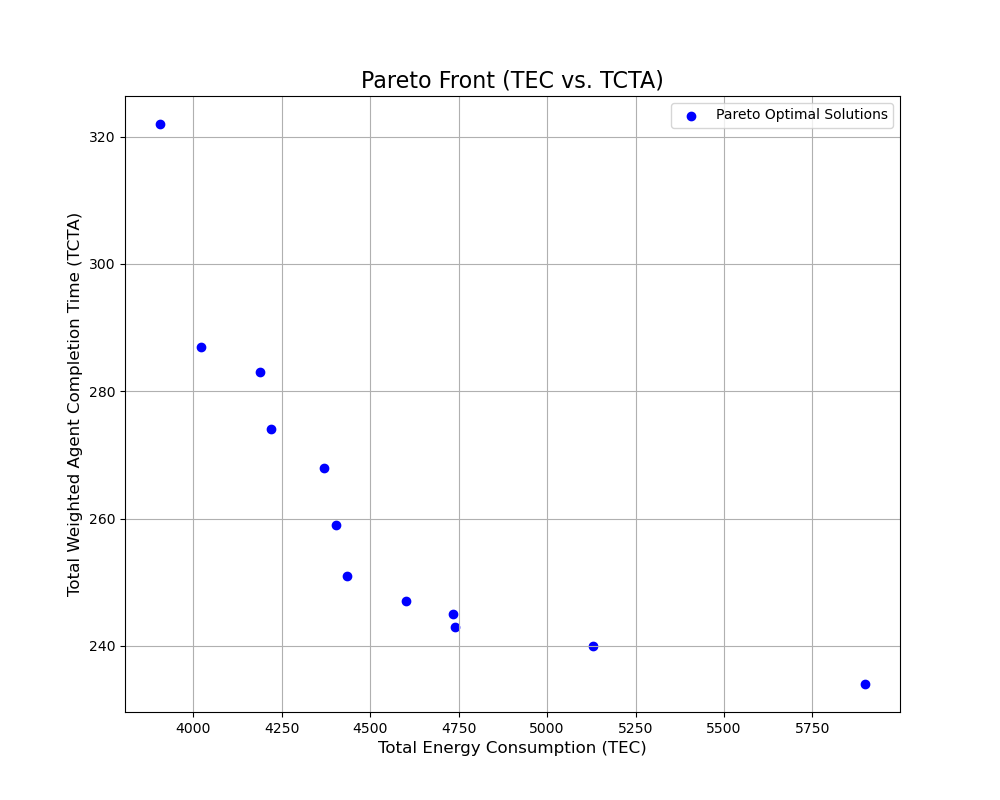 Pareto Front (TEC vs. TCTA)
Pareto Optimal Solutions
Total Weighted Agent Completion Time (TCTA)
320
300
280
260
240
4000 4250 4500 4750 5000 5250 5500 5750
Total Energy Consumption (TEC)